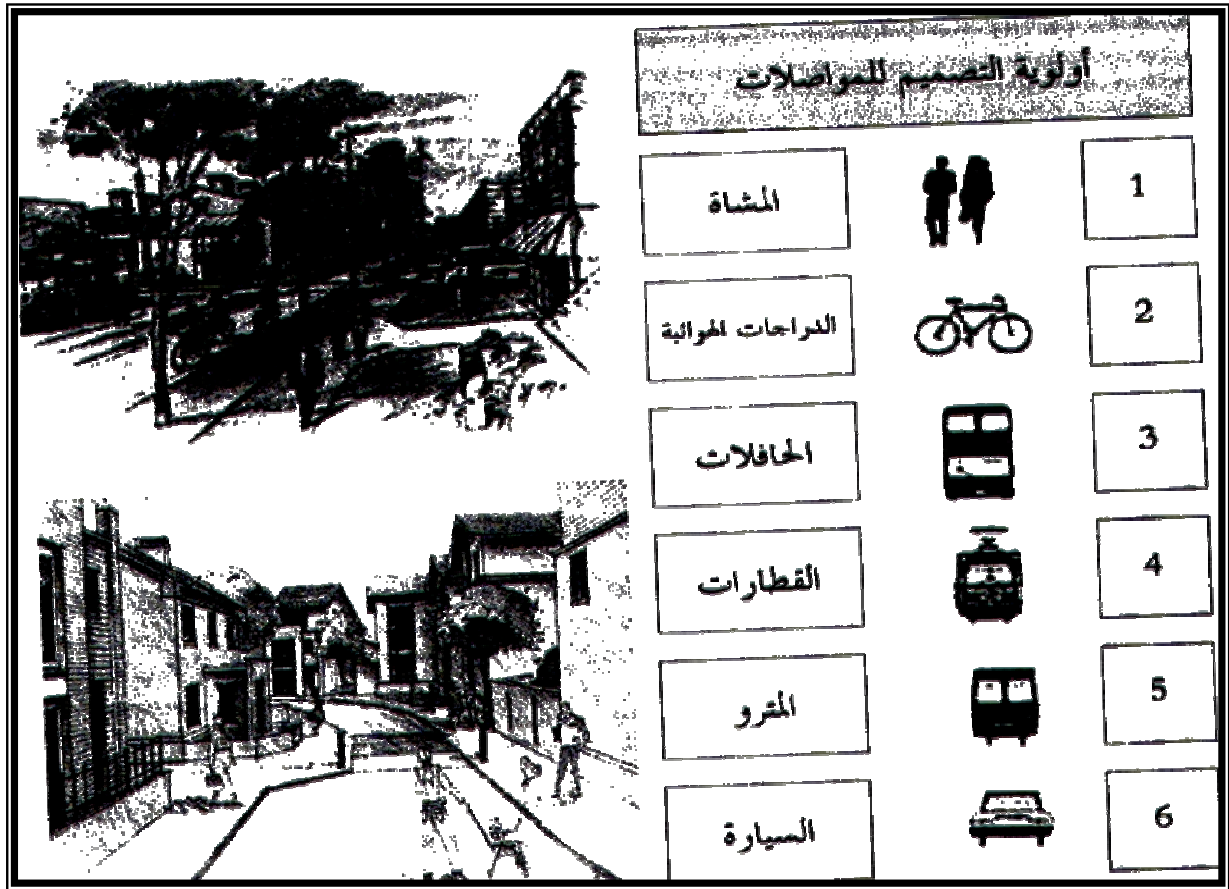 أولوية التصميم للمواصلات
المشاة
1
الدراجات الهوائية
2
الحافلات
3
القطارات
4
المترو
5
السيارة
6